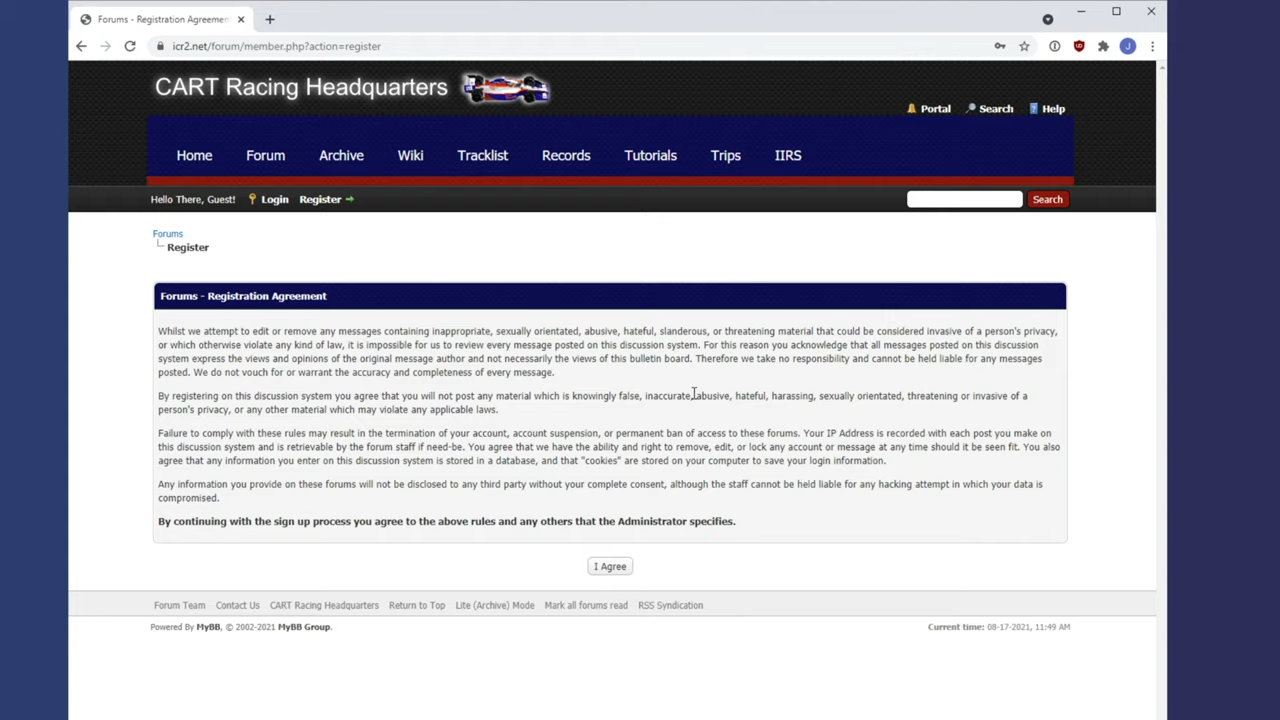 Forums - Registration Agreement
icr2.net/forum/member.php?action=register
J
CART Racing Headquarters
Portal Search Help
Home Forum Archive Wiki Tracklist Records Tutorials Trips IIRS
Hello There, Guest! Login Register Search
Forums
Register
Forums - Registration Agreement
Whilst we attempt to edit or remove any messages containing inappropriate, sexually orientated, abusive, hateful, slanderous, or threatening material that could be considered invasive of a person's privacy,
or which otherwise violate any kind of law, it is impossible for us to review every message posted on this discussion system. For this reason you acknowledge that all messages posted on this discussion
system express the views and opinions of the original message author and not necessarily the views of this bulletin board. Therefore we take no responsibility and cannot be held liable for any messages
posted. We do not vouch for or warrant the accuracy and completeness of every message.
By registering on this discussion system you agree that you will not post any material which is knowingly false, inaccurate, abusive, hateful, harassing, sexually orientated, threatening or invasive of a
person's privacy, or any other material which may violate any applicable laws.
Failure to comply with these rules may result in the termination of your account, account suspension, or permanent ban of access to these forums. Your IP Address is recorded with each post you make on
this discussion system and is retrievable by the forum staff if need-be. You agree that we have the ability and right to remove, edit, or lock any account or message at any time should it be seen fit. You also
agree that any information you enter on this discussion system is stored in a database, and that "cookies" are stored on your computer to save your login information.
Any information you provide on these forums will not be disclosed to any third party without your complete consent, although the staff cannot be held liable for any hacking attempt in which your data is
compromised.
By continuing with the sign up process you agree to the above rules and any others that the Administrator specifies.
I Agree
Forum Team Contact Us CART Racing Headquarters Return to Top Lite (Archive) Mode Mark all forums read RSS Syndication
Powered By MyBB, © 2002-2021 MyBB Group. Current time: 08-17-2021, 11:49 AM